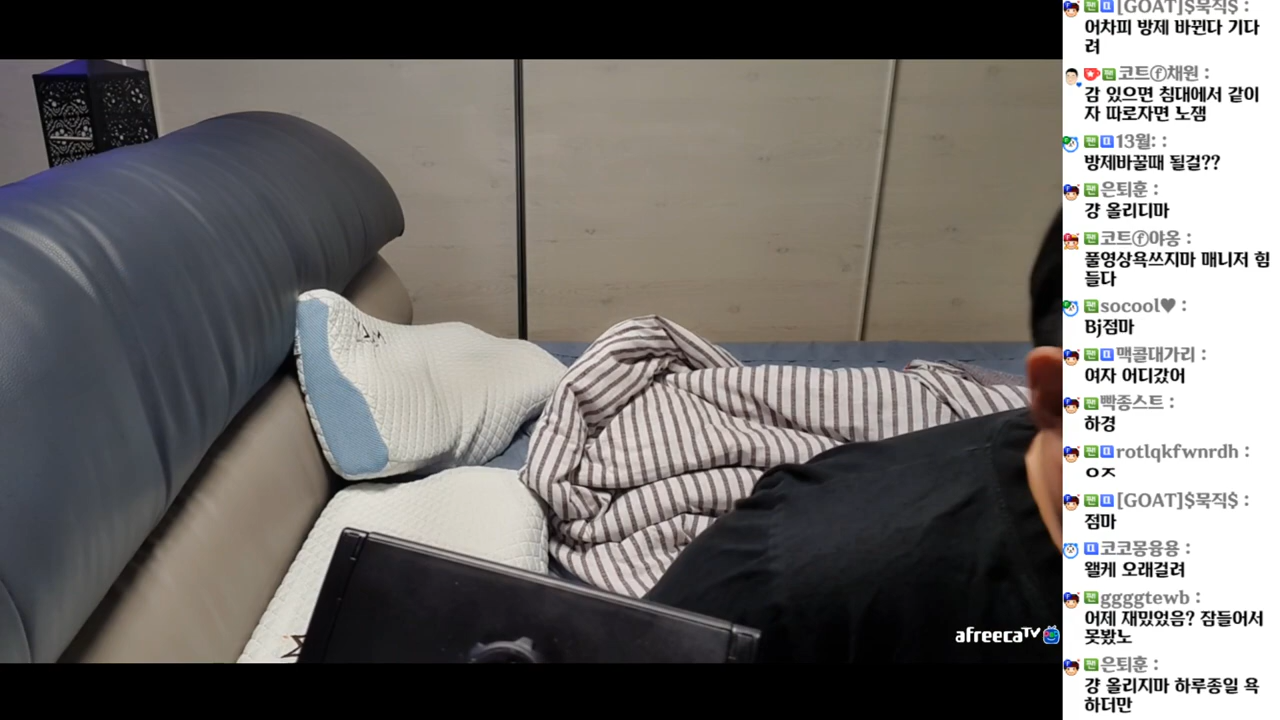 [GOAT]$묵직$ :
어차피 방제 바뀐다 기다
려
코트ⓕ채원 :
감 있으면 침대에서 같이
자 따로자면 노잼
13월: :
방제바꿀때 될걸??
은퇴훈 :
걍 올리디마
코트ⓕ야옹 :
풀영상욕쓰지마 매니저 힘
들다
socool♥ :
Bj점마
맥콜대가리 :
여자 어디갔어
빡종스트 :
하경
rotlqkfwnrdh :
ㅇㅈ
[GOAT]$묵직$ :
점마
코코몽융용 :
왤케 오래걸려
ggggtewb :
어제 재밌었음? 잠들어서
못봤노
은퇴훈 :
걍 올리지마 하루종일 욕
하더만
afreecaTV